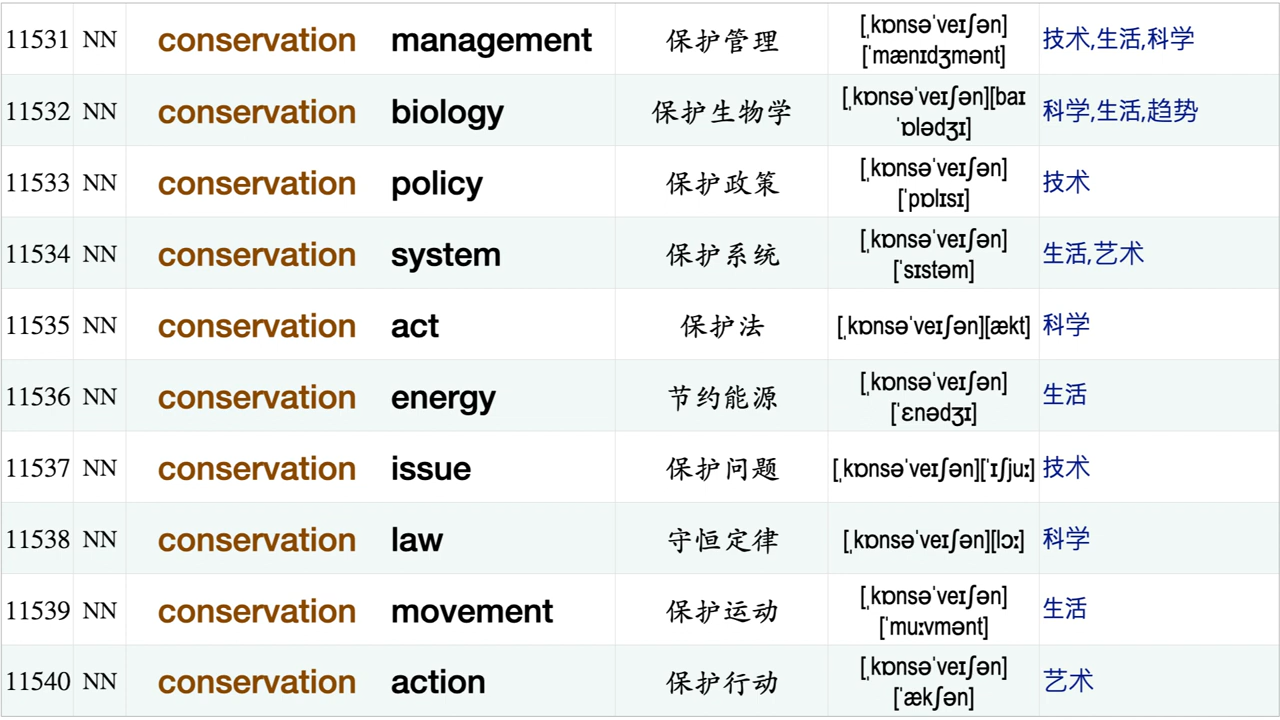 11531 NN conservation management 保护管理 [ˌkɒnsəˈveɪʃən] [ˈmænɪdʒmənt] 技术,生活,科学
11532 NN conservation biology 保护生物学 [ˌkɒnsəˈveɪʃən][baɪ ˈɒlədʒɪ] 科学,生活,趋势
11533 NN conservation policy 保护政策 [ˌkɒnsəˈveɪʃən] [ˈpɒlɪsɪ] 技术
11534 NN conservation system 保护系统 [ˌkɒnsəˈveɪʃən] [ˈsɪstəm] 生活,艺术
11535 NN conservation act 保护法 [ˌkɒnsəˈveɪʃən][ækt] 科学
11536 NN conservation energy 节约能源 [ˌkɒnsəˈveɪʃən] [ˈɛnədʒɪ] 生活
11537 NN conservation issue 保护问题 [ˌkɒnsəˈveɪʃən][ˈɪʃjuː] 技术
11538 NN conservation law 守恒定律 [ˌkɒnsəˈveɪʃən][lɔː] 科学
11539 NN conservation movement 保护运动 [ˌkɒnsəˈveɪʃən] [ˈmuːvmənt] 生活
11540 NN conservation action 保护行动 [ˌkɒnsəˈveɪʃən] [ˈækʃən] 艺术